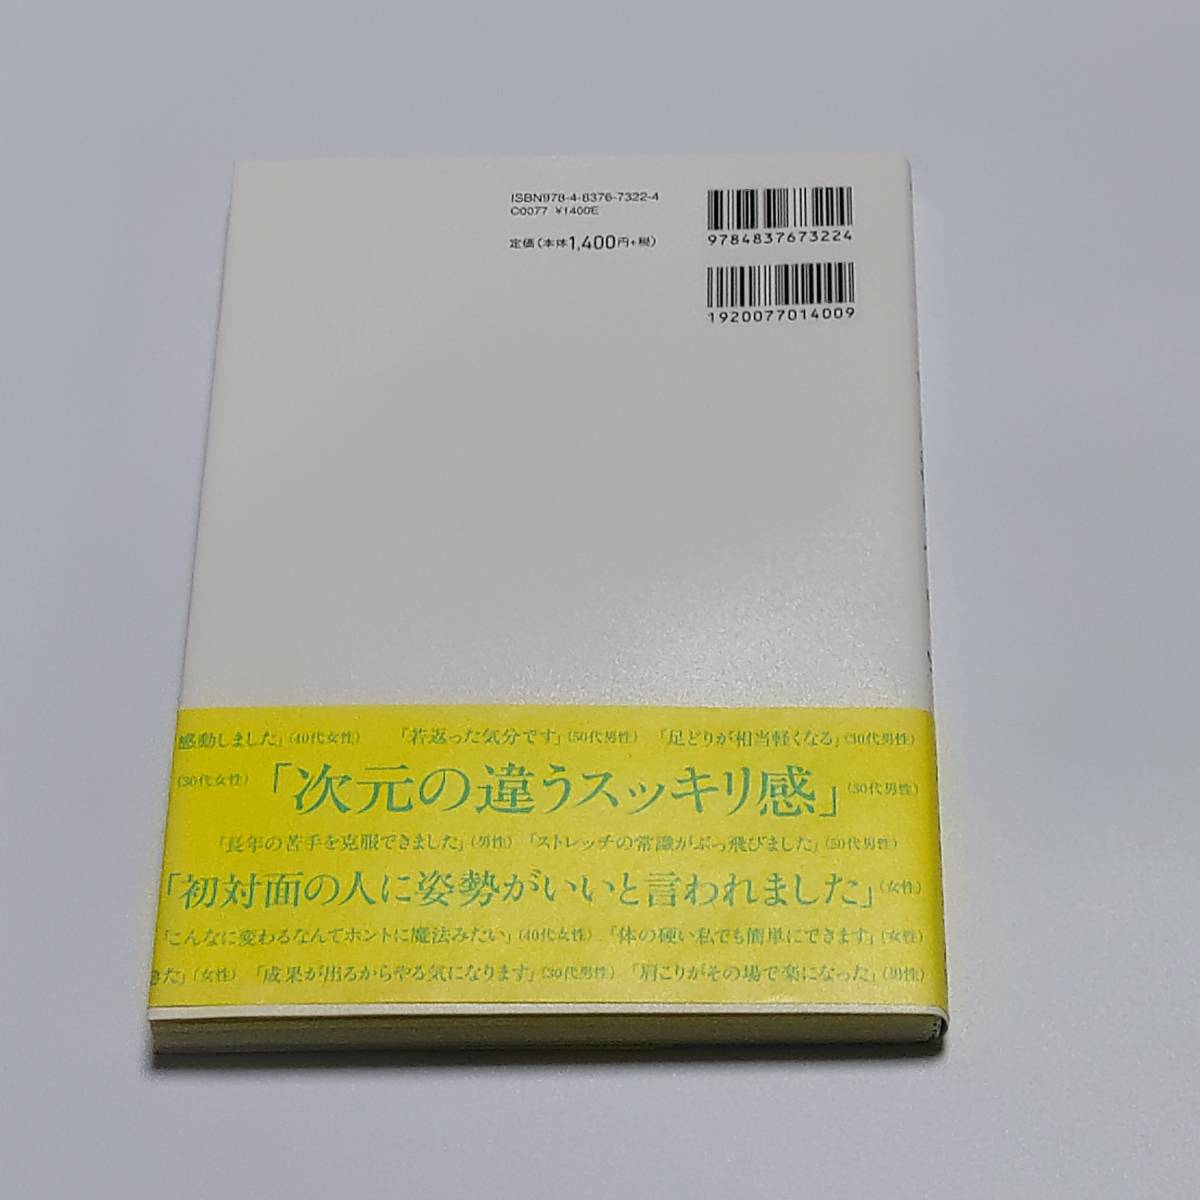 ISBN978-4-8376-7322-4
C0077 ¥1400E
定価(本体1,400円+税)
9784837673224
1920077014009
感動しました」(40代女性) 「若返った気分です」(50代男性) 「足どりが相当軽くなる」(30代男性)
(30代女性) 「次元の違うスッキリ感」(30代男性)
「長年の苦手を克服できました」(男性) 「ストレッチの常識がぶっ飛びました」(50代男性)
「初対面の人に姿勢がいいと言われました」(女性)
「こんなに変わるなんてホントに魔法みたい」(40代女性) 「体の硬い私でも簡単にできます」(女性)
きた」(女性) 「成果が出るからやる気になります」(30代男性) 「肩こりがその場で楽になった」(男性)